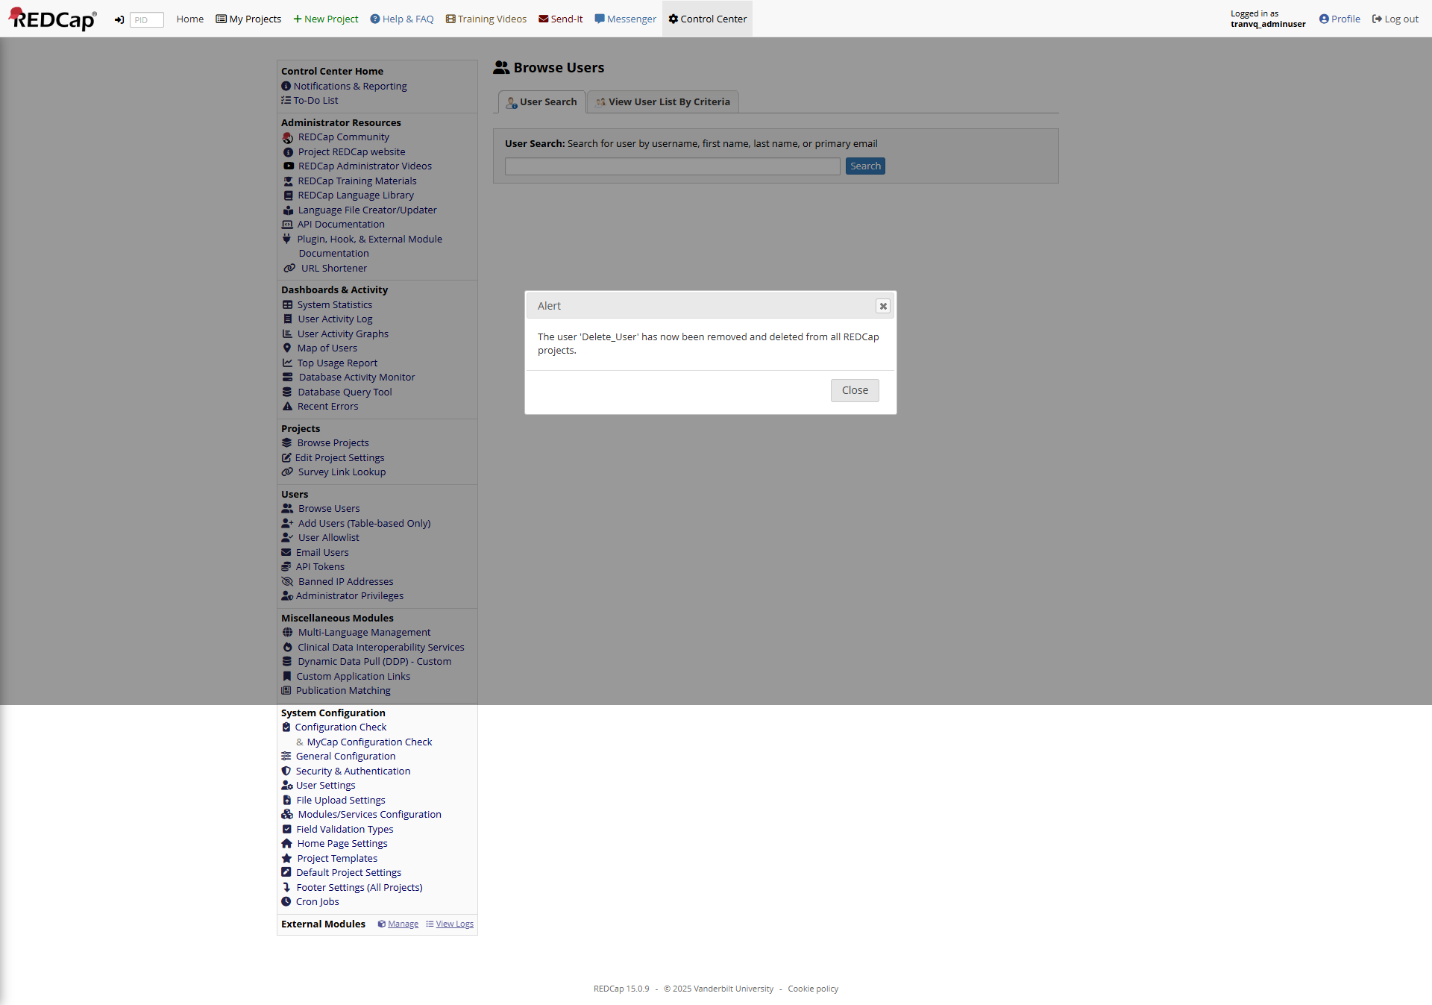 REDCap®
PID
Home
My Projects
New Project
Help & FAQ
Training Videos
Send-It
Messenger
Control Center
Logged in as
tranvq_adminuser
Profile
Log out
Control Center Home
Notifications & Reporting
To-Do List
Administrator Resources
REDCap Community
Project REDCap website
REDCap Administrator Videos
REDCap Training Materials
REDCap Language Library
Language File Creator/Updater
API Documentation
Plugin, Hook, & External Module
Documentation
URL Shortener
Dashboards & Activity
System Statistics
User Activity Log
User Activity Graphs
Map of Users
Top Usage Report
Database Activity Monitor
Database Query Tool
Recent Errors
Projects
Browse Projects
Edit Project Settings
Survey Link Lookup
Users
Browse Users
Add Users (Table-based Only)
User Allowlist
Email Users
API Tokens
Banned IP Addresses
Administrator Privileges
Miscellaneous Modules
Multi-Language Management
Clinical Data Interoperability Services
Dynamic Data Pull (DDP) - Custom
Custom Application Links
Publication Matching
System Configuration
Configuration Check
& MyCap Configuration Check
General Configuration
Security & Authentication
User Settings
File Upload Settings
Modules/Services Configuration
Field Validation Types
Home Page Settings
Project Templates
Default Project Settings
Footer Settings (All Projects)
Cron Jobs
External Modules Manage View Logs
Browse Users
User Search
View User List By Criteria
User Search: Search for user by username, first name, last name, or primary email
Search
Alert
The user 'Delete_User' has now been removed and deleted from all REDCap
projects.
Close
REDCap 15.0.9 - © 2025 Vanderbilt University - Cookie policy